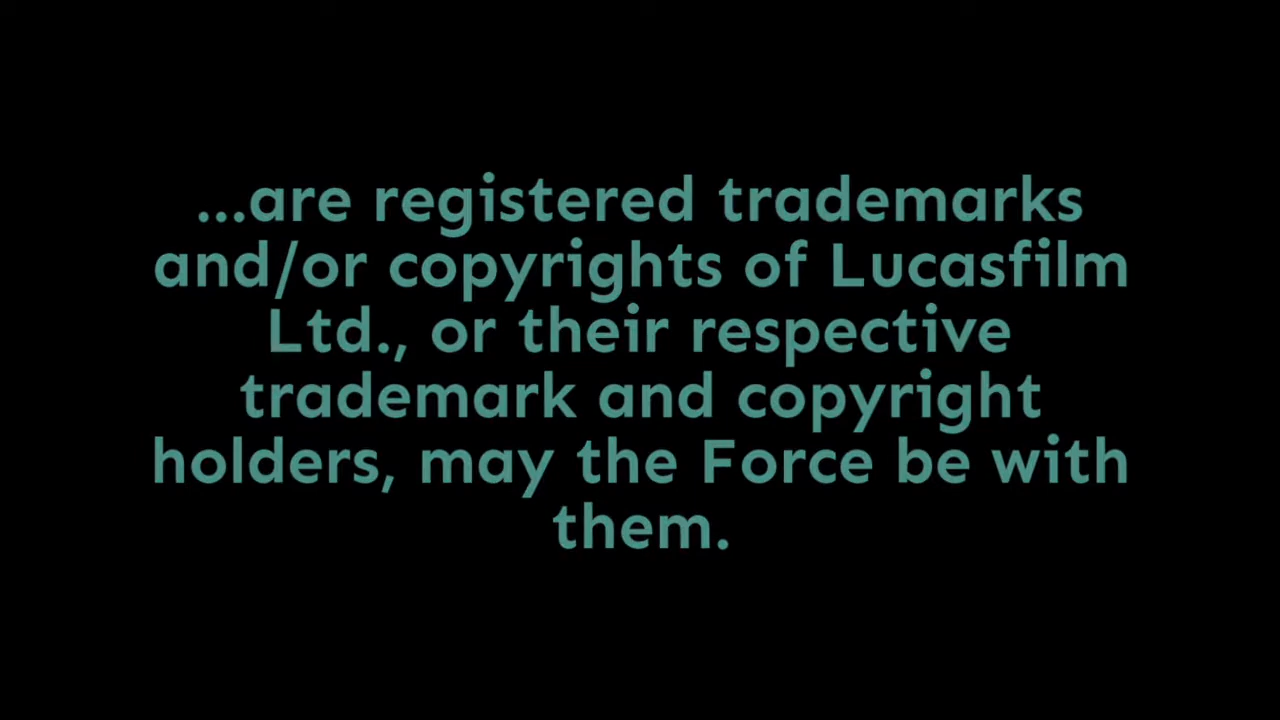 ...are registered trademarks
and/or copyrights of Lucasfilm
Ltd., or their respective
trademark and copyright
holders, may the Force be with
them.